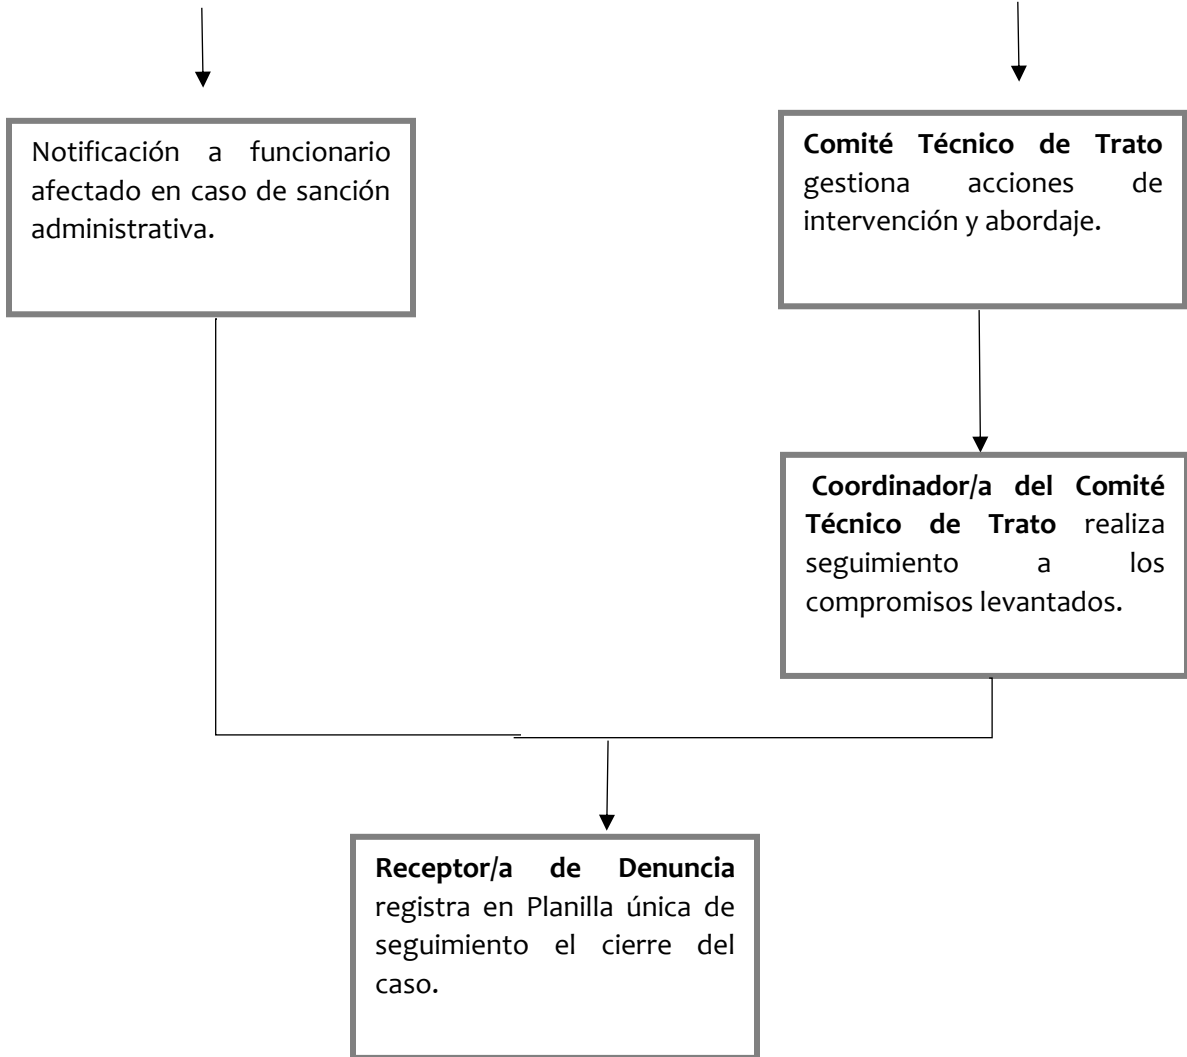 Notificación a funcionario
afectado en caso de sanción
administrativa.
Comité Técnico de Trato
gestiona acciones de
intervención y abordaje.
Coordinador/a del Comité
Técnico de Trato realiza
seguimiento a los
compromisos levantados.
Receptor/a de Denuncia
registra en Planilla única de
seguimiento el cierre del
caso.